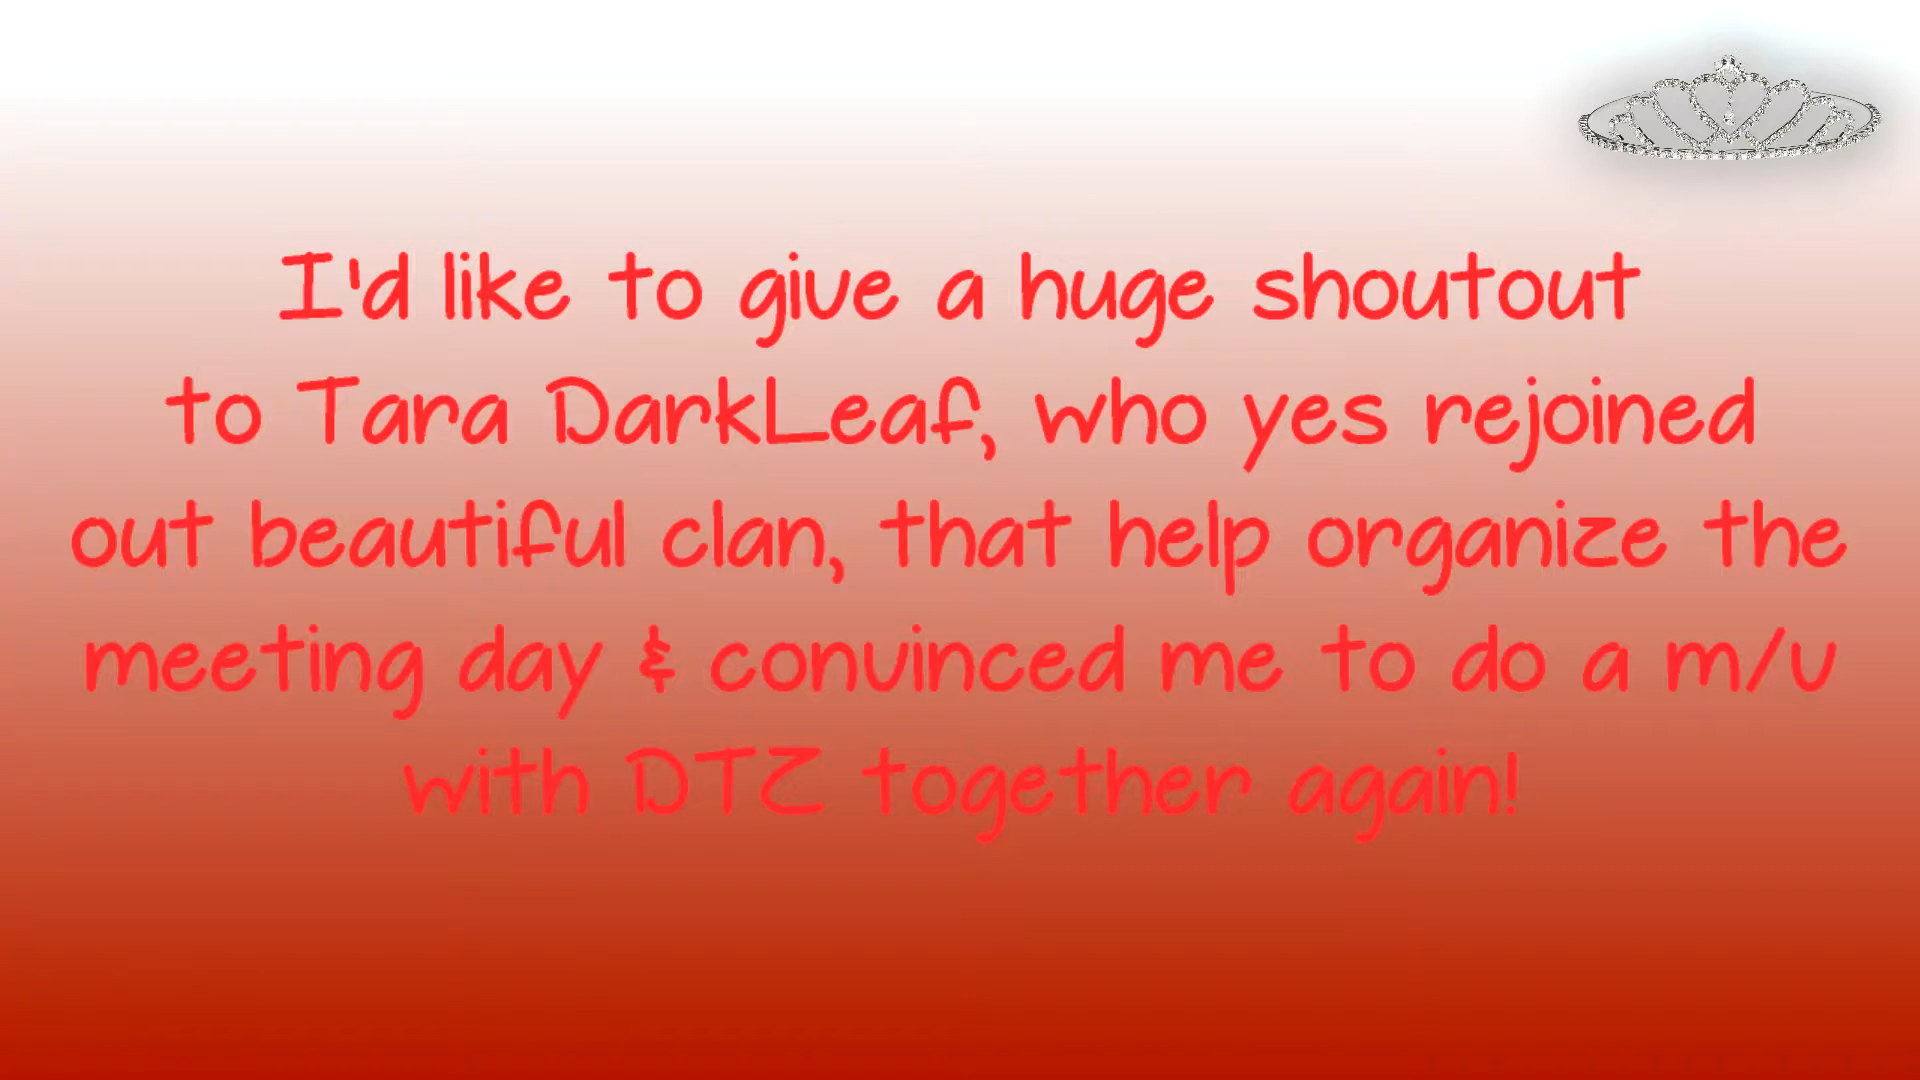 I'd like to give a huge shoutout
to Tara DarkLeaf, who yes rejoined
out beautiful clan, that help organize the
meeting day & convinced me to do a m/v
with DTZ together again!